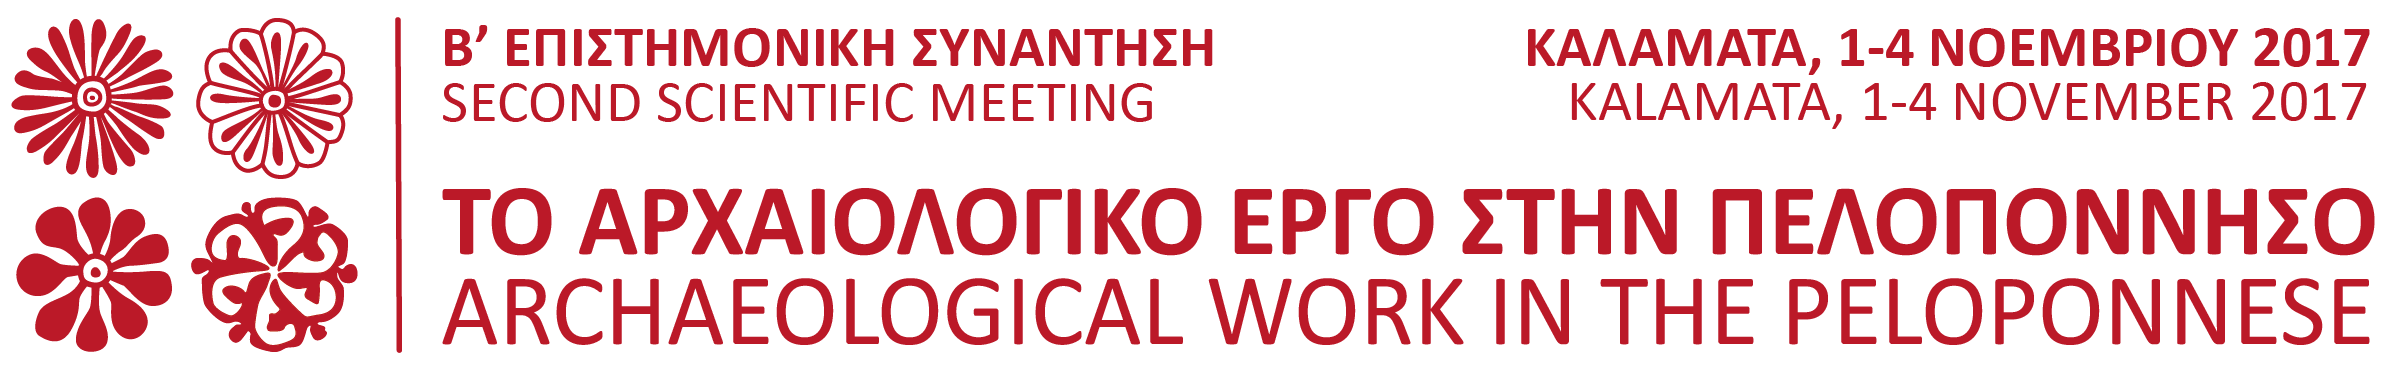 Β’ ΕΠΙΣΤΗΜΟΝΙΚΗ ΣΥΝΑΝΤΗΣΗ
SECOND SCIENTIFIC MEETING
ΚΑΛΑΜΑΤΑ, 1-4 ΝΟΕΜΒΡΙΟΥ 2017
KALAMATA, 1-4 NOVEMBER 2017
ΤΟ ΑΡΧΑΙΟΛΟΓΙΚΟ ΕΡΓΟ ΣΤΗΝ ΠΕΛΟΠΟΝΝΗΣΟ
ARCHAEOLOGICAL WORK IN THE PELOPONNESE